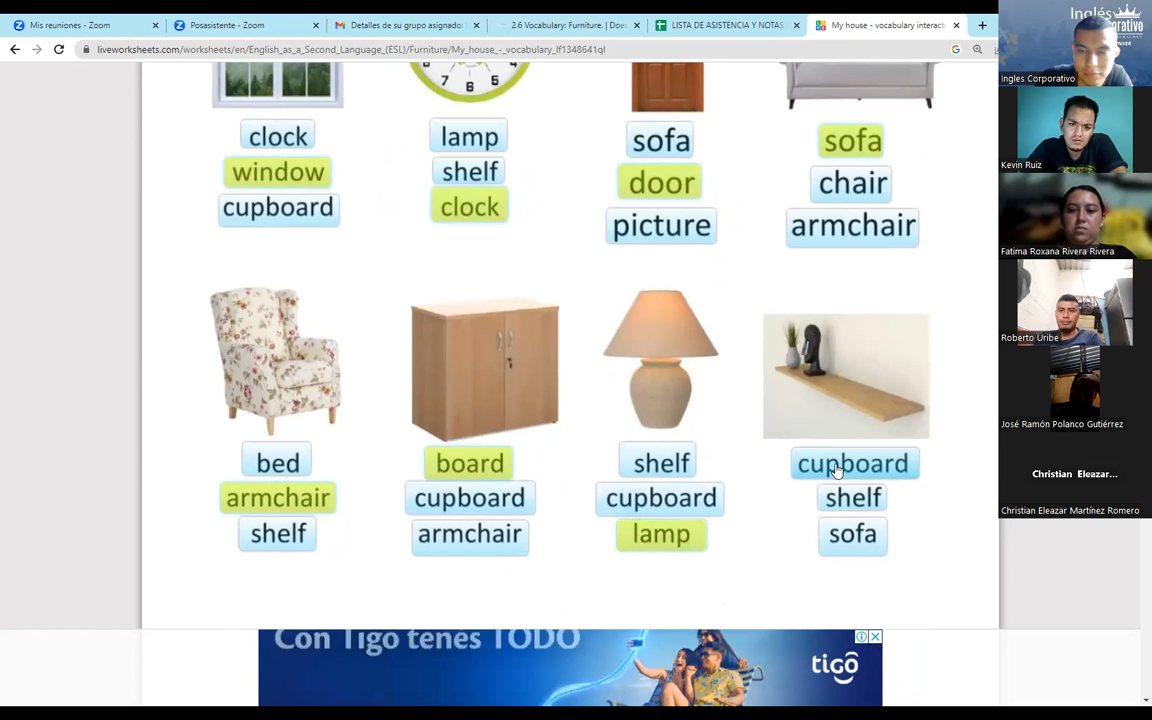 Mis reuniones - Zoom
Posasistente - Zoom
Detalles de su grupo asignado:
2.6 Vocabulary: Furniture. | Does
LISTA DE ASISTENCIA Y NOTAS
My house - vocabulary interact
liveworksheets.com/worksheets/en/English_as_a_Second_Language_(ESL)/Furniture/My_house_-_vocabulary_lf1348641ql
7 6 5
clock
window
cupboard
lamp
shelf
clock
sofa
door
picture
sofa
chair
armchair
bed
armchair
shelf
board
cupboard
armchair
shelf
cupboard
lamp
cupboard
shelf
sofa
Con Tigo tenes TODO
tigo
Inglés
Ingles Corporativo
Kevin Ruiz
Fatima Roxana Rivera Rivera
Roberto Uribe
José Ramón Polanco Gutiérrez
Christian Eleazar...
Christian Eleazar Martínez Romero